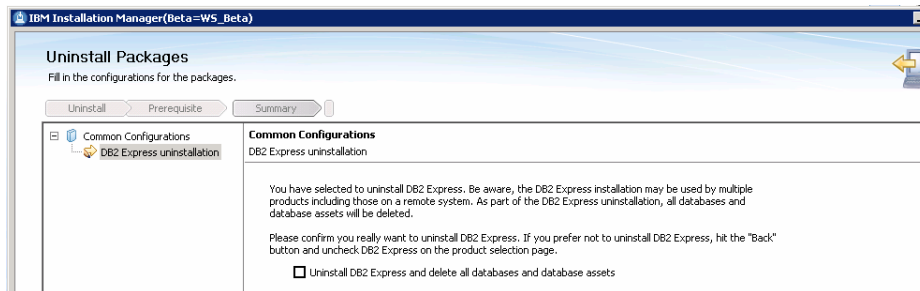 IBM Installation Manager(Beta=WS_Beta)
Uninstall Packages
Fill in the configurations for the packages.
Uninstall Prerequisite Summary
Common Configurations
DB2 Express uninstallation
Common Configurations
DB2 Express uninstallation
You have selected to uninstall DB2 Express. Be aware, the DB2 Express installation may be used by multiple
products including those on a remote system. As part of the DB2 Express uninstallation, all databases and
database assets will be deleted.
Please confirm you really want to uninstall DB2 Express. If you prefer not to uninstall DB2 Express, hit the "Back"
button and uncheck DB2 Express on the product selection page.
Uninstall DB2 Express and delete all databases and database assets